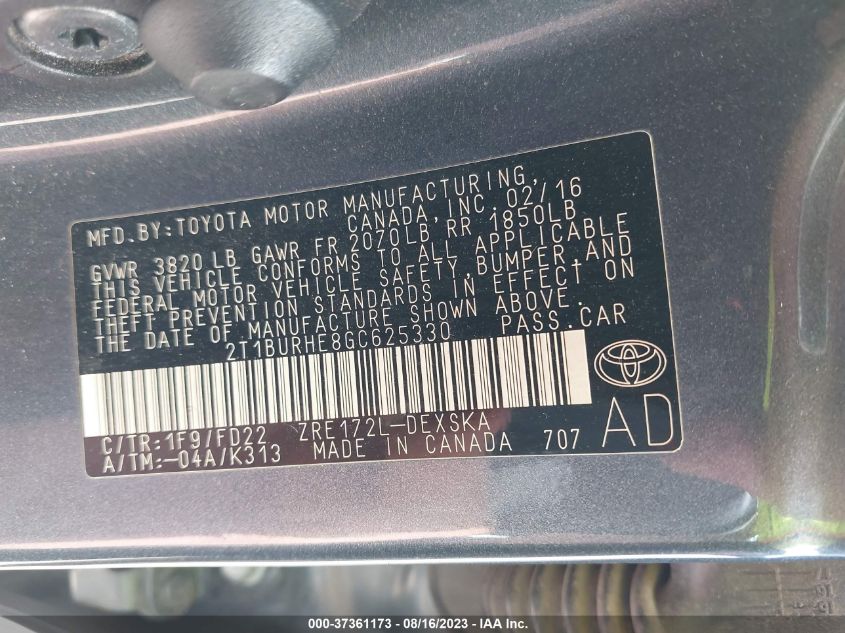 MFD.BY:TOYOTA MOTOR MANUFACTURING,
CANADA,INC. 02/16
GVWR 3820 LB GAWR FR 2070LB RR 1850LB
THIS VEHICLE CONFORMS TO ALL APPLICABLE
FEDERAL MOTOR VEHICLE SAFETY,BUMPER,AND
THEFT PREVENTION STANDARDS IN EFFECT ON
THE DATE OF MANUFACTURE SHOWN ABOVE.
2T1BURHE8GC625330 PASS.CAR
C/TR:1F9/FD22 ZRE172L-DEXSKA
A/TM:-04A/K313 MADE IN CANADA 707
AD
000-37361173 - 08/16/2023 - © IAA Inc.